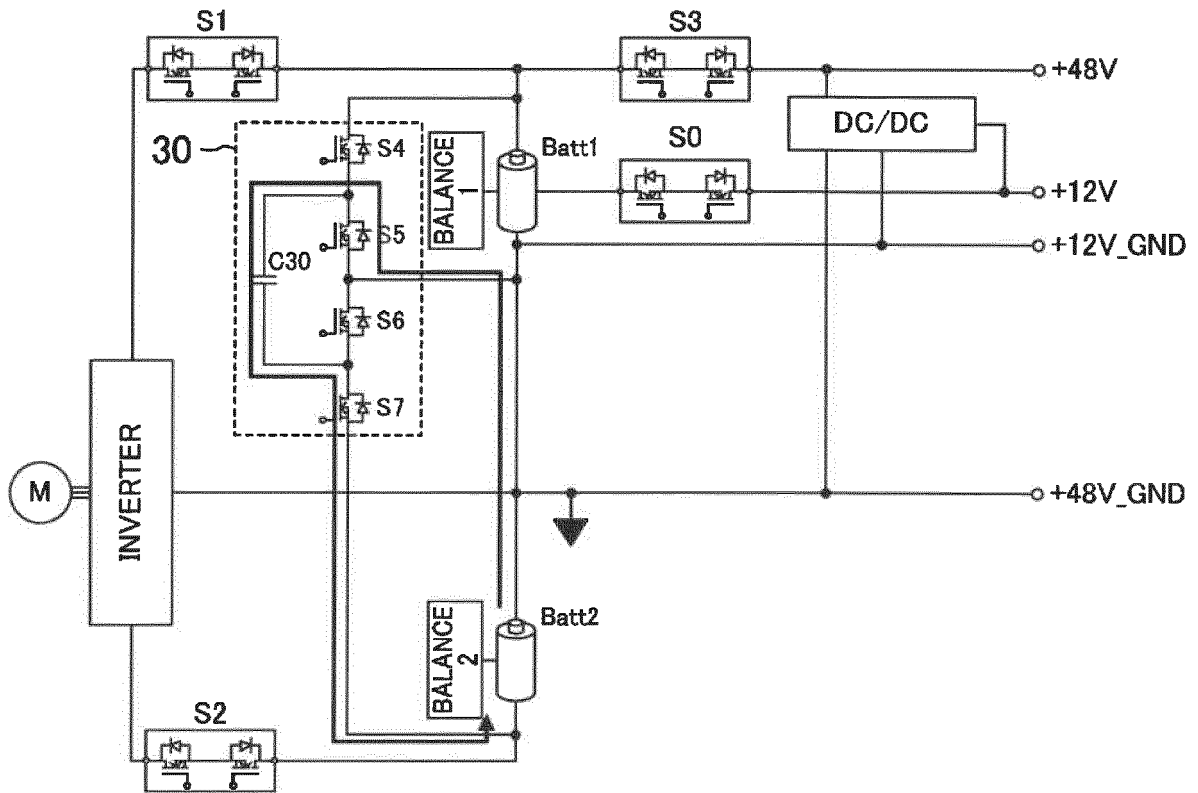 S1
S3
+48V
DC/DC
30
S4
BALANCE
1
Batt1
S0
+12V
S5
+12V_GND
C30
S6
S7
INVERTER
M
+48V_GND
BALANCE
2
Batt2
S2